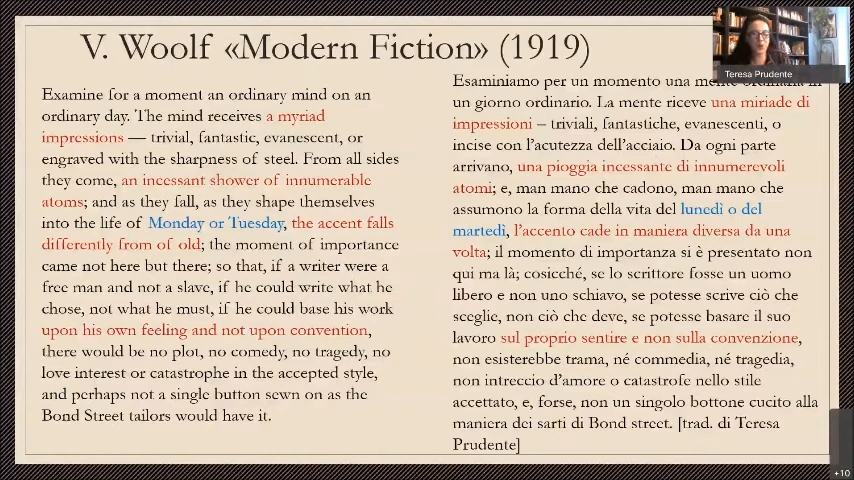 V. Woolf «Modern Fiction» (1919)
Teresa Prudente
Examine for a moment an ordinary mind on an
ordinary day. The mind receives a myriad
impressions — trivial, fantastic, evanescent, or
engraved with the sharpness of steel. From all sides
they come, an incessant shower of innumerable
atoms; and as they fall, as they shape themselves
into the life of Monday or Tuesday, the accent falls
differently from of old; the moment of importance
came not here but there; so that, if a writer were a
free man and not a slave, if he could write what he
chose, not what he must, if he could base his work
upon his own feeling and not upon convention,
there would be no plot, no comedy, no tragedy, no
love interest or catastrophe in the accepted style,
and perhaps not a single button sewn on as the
Bond Street tailors would have it.
Esaminiamo per un momento una mente ordinaria in
un giorno ordinario. La mente riceve una miriade di
impressioni – triviali, fantastiche, evanescenti, o
incise con l’acutezza dell’acciaio. Da ogni parte
arrivano, una pioggia incessante di innumerevoli
atomi; e, man mano che cadono, man mano che
assumono la forma della vita del lunedì o del
martedì, l’accento cade in maniera diversa da una
volta; il momento di importanza si è presentato non
qui ma là; cosicché, se lo scrittore fosse un uomo
libero e non uno schiavo, se potesse scrive ciò che
sceglie, non ciò che deve, se potesse basare il suo
lavoro sul proprio sentire e non sulla convenzione,
non esisterebbe trama, né commedia, né tragedia,
non intreccio d’amore o catastrofe nello stile
accettato, e, forse, non un singolo bottone cucito alla
maniera dei sarti di Bond street. [trad. di Teresa
Prudente]
+10